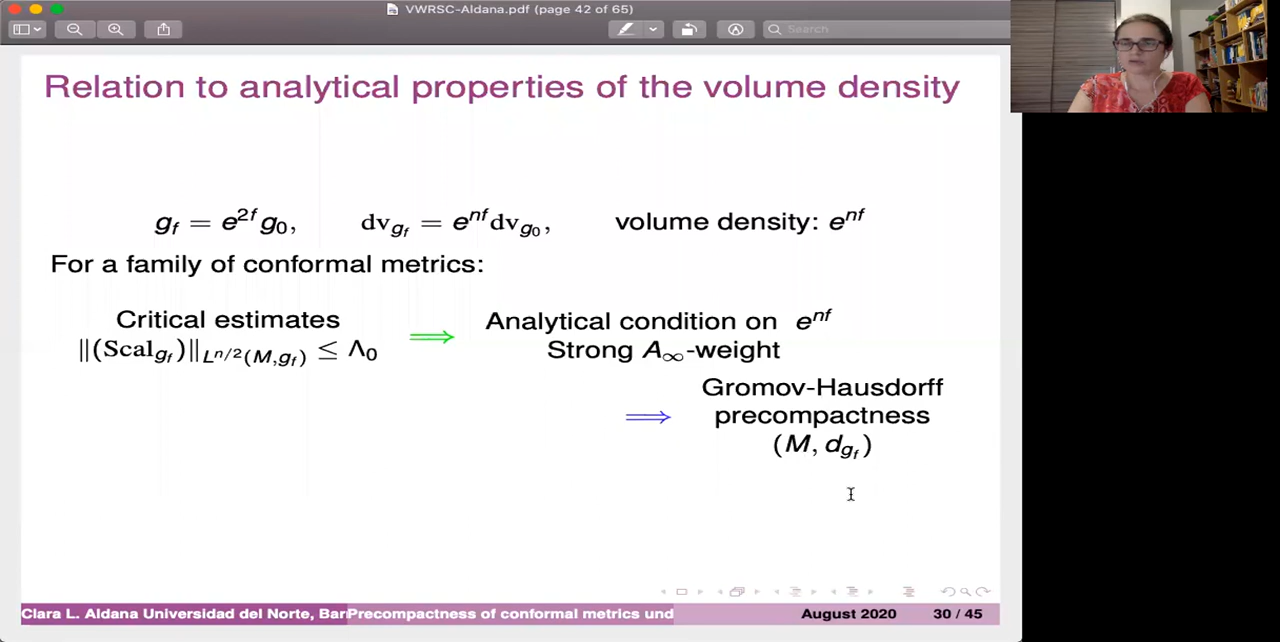 VWRSC-Aldana.pdf (page 42 of 65)
Search
Relation to analytical properties of the volume density
g_f = e^{2f} g_0, dv_{g_f} = e^{nf} dv_{g_0}, volume density: e^{nf}
For a family of conformal metrics:
Critical estimates
‖(Scal_{g_f})‖_{L^{n/2}(M,g_f)} ≤ Λ_0
⟹
Analytical condition on e^{nf}
Strong A_∞-weight
⟹
Gromov-Hausdorff
precompactness
(M, d_{g_f})
Clara L. Aldana Universidad del Norte, Bar Precompactness of conformal metrics und August 2020 30 / 45